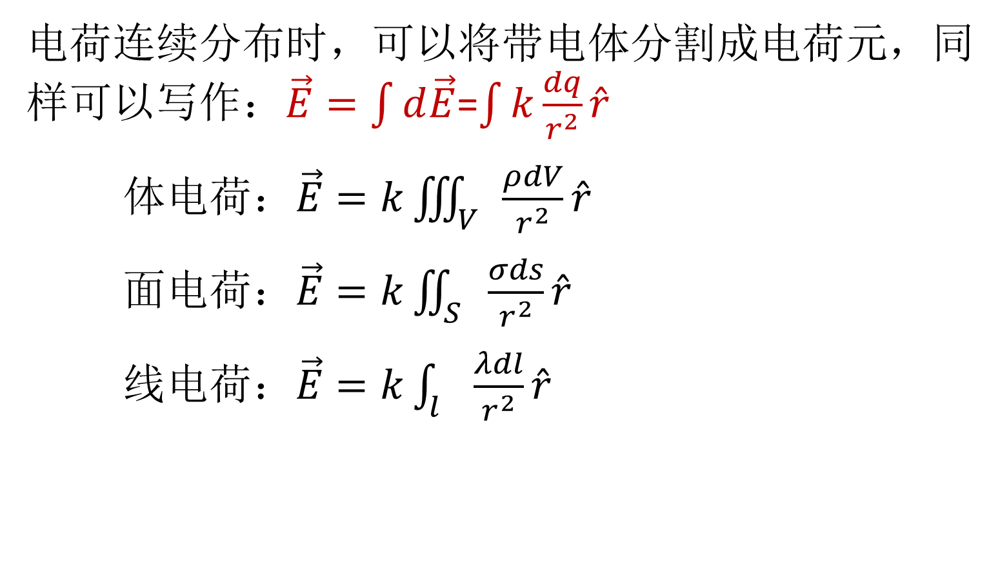 电荷连续分布时，可以将带电体分割成电荷元，同
样可以写作：$\vec{E} = \int d\vec{E} = \int k \frac{dq}{r^2} \hat{r}$
体电荷：$\vec{E} = k \iiint_V \frac{\rho dV}{r^2} \hat{r}$
面电荷：$\vec{E} = k \iint_S \frac{\sigma ds}{r^2} \hat{r}$
线电荷：$\vec{E} = k \int_l \frac{\lambda dl}{r^2} \hat{r}$